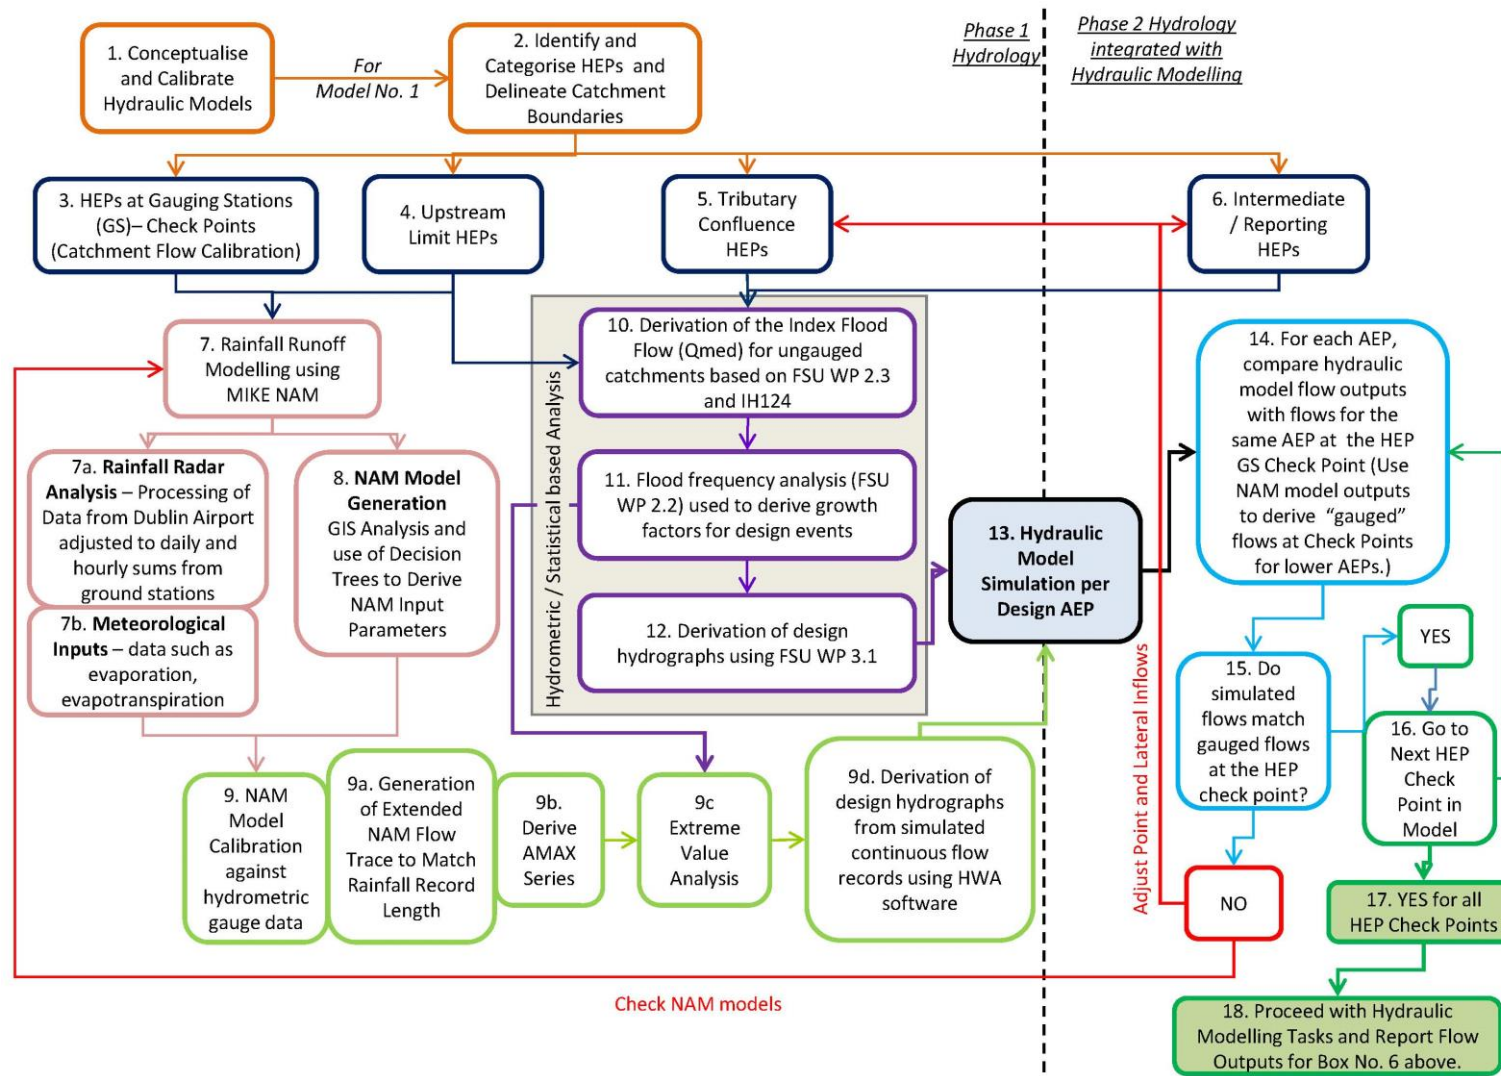 1. Conceptualise
and Calibrate
Hydraulic Models
For
Model No. 1
2. Identify and
Categorise HEPs and
Delineate Catchment
Boundaries
Phase 1
Hydrology
Phase 2 Hydrology
integrated with
Hydraulic Modelling
3. HEPs at Gauging Stations
(GS)– Check Points
(Catchment Flow Calibration)
4. Upstream
Limit HEPs
5. Tributary
Confluence
HEPs
6. Intermediate
/ Reporting
HEPs
7. Rainfall Runoff
Modelling using
MIKE NAM
7a. Rainfall Radar
Analysis – Processing of
Data from Dublin Airport
adjusted to daily and
hourly sums from
ground stations
7b. Meteorological
Inputs – data such as
evaporation,
evapotranspiration
8. NAM Model
Generation
GIS Analysis and
use of Decision
Trees to Derive
NAM Input
Parameters
Hydrometric / Statistical based Analysis
10. Derivation of the Index Flood
Flow (Qmed) for ungauged
catchments based on FSU WP 2.3
and IH124
11. Flood frequency analysis (FSU
WP 2.2) used to derive growth
factors for design events
12. Derivation of design
hydrographs using FSU WP 3.1
13. Hydraulic
Model
Simulation per
Design AEP
14. For each AEP,
compare hydraulic
model flow outputs
with flows for the
same AEP at the HEP
GS Check Point (Use
NAM model outputs
to derive “gauged”
flows at Check Points
for lower AEPs.)
Adjust Point and Lateral Inflows
15. Do
simulated
flows match
gauged flows
at the HEP
check point?
YES
16. Go to
Next HEP
Check
Point in
Model
NO
17. YES for all
HEP Check Points
18. Proceed with Hydraulic
Modelling Tasks and Report Flow
Outputs for Box No. 6 above.
9. NAM
Model
Calibration
against
hydrometric
gauge data
9a. Generation
of Extended
NAM Flow
Trace to Match
Rainfall Record
Length
9b.
Derive
AMAX
Series
9c
Extreme
Value
Analysis
9d. Derivation of
design hydrographs
from simulated
continuous flow
records using HWA
software
Check NAM models